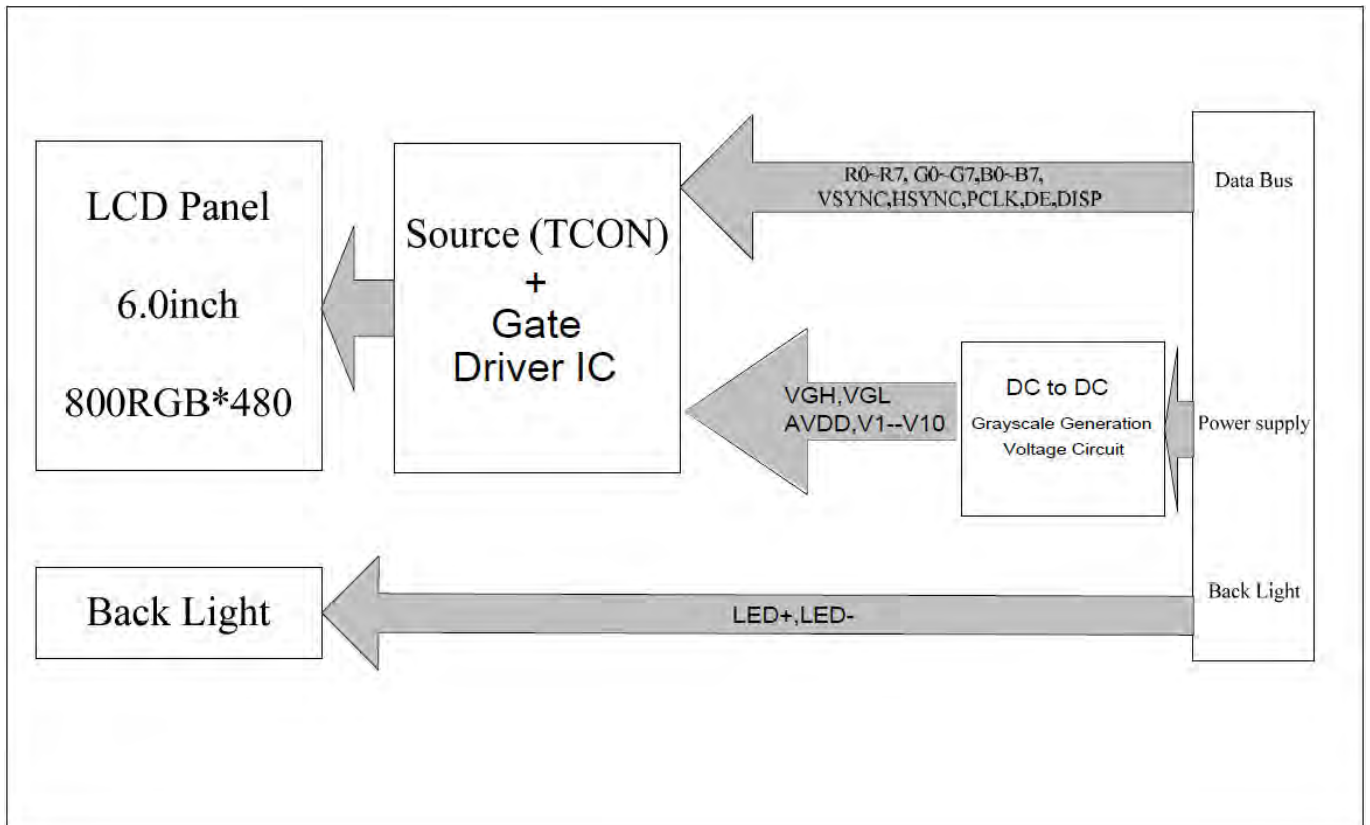 LCD Panel
6.0inch
800RGB*480
Source (TCON)
+
Gate
Driver IC
R0~R7, G0~G7,B0~B7,
VSYNC,HSYNC,PCLK,DE,DISP
Data Bus
VGH,VGL
AVDD,V1--V10
DC to DC
Grayscale Generation
Voltage Circuit
Power supply
Back Light
LED+,LED-
Back Light